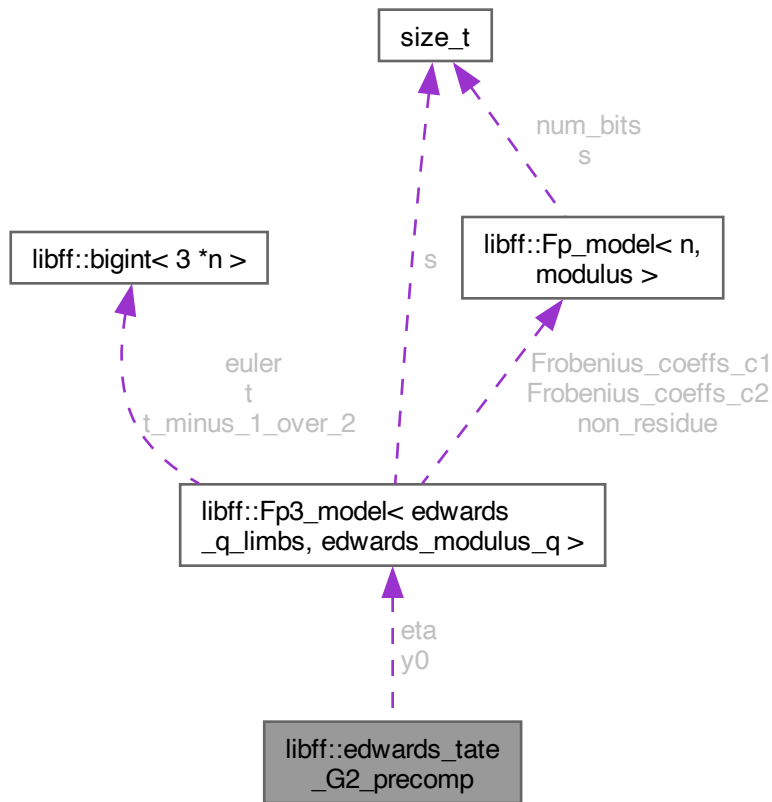 size_t
num_bits
s
libff::bigint< 3 *n >
s
libff::Fp_model< n,
modulus >
euler
t
t_minus_1_over_2
Frobenius_coeffs_c1
Frobenius_coeffs_c2
non_residue
libff::Fp3_model< edwards
_q_limbs, edwards_modulus_q >
eta
y0
libff::edwards_tate
_G2_precomp